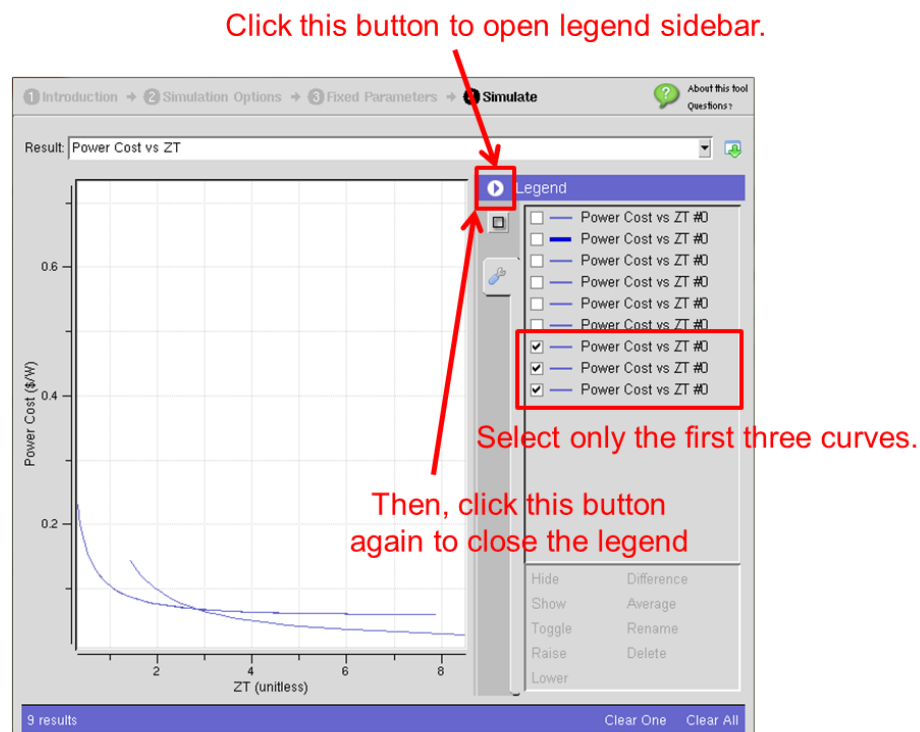 Click this button to open legend sidebar.
1 Introduction → 2 Simulation Options → 3 Fixed Parameters → Simulate
About this tool
Questions?
Result: Power Cost vs ZT
Legend
Power Cost vs ZT #0
Power Cost vs ZT #0
Power Cost vs ZT #0
Power Cost vs ZT #0
Power Cost vs ZT #0
Power Cost vs ZT #0
Power Cost vs ZT #0
Power Cost vs ZT #0
Power Cost vs ZT #0
Select only the first three curves.
Then, click this button
again to close the legend
Power Cost ($/W)
0.6
0.4
0.2
2 4 6 8
ZT (unitless)
Hide Difference
Show Average
Toggle Rename
Raise Delete
Lower
9 results Clear One Clear All